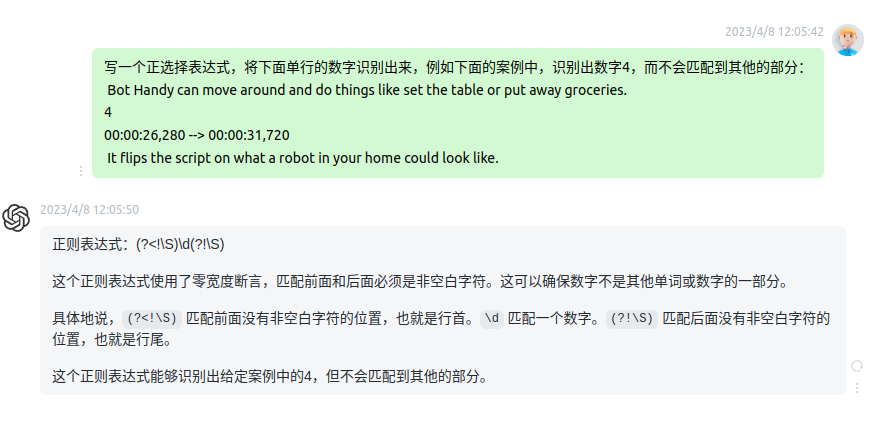 2023/4/8 12:05:42
写一个正选择表达式，将下面单行的数字识别出来，例如下面的案例中，识别出数字4，而不会匹配到其他的部分：
Bot Handy can move around and do things like set the table or put away groceries.
4
00:00:26,280 --> 00:00:31,720
It flips the script on what a robot in your home could look like.
2023/4/8 12:05:50
正则表达式：(?<!\S)\d(?!\S)
这个正则表达式使用了零宽度断言，匹配前面和后面必须是非空白字符。这可以确保数字不是其他单词或数字的一部分。
具体地说，(?<!\S) 匹配前面没有非空白字符的位置，也就是行首。\d 匹配一个数字。(?!\S) 匹配后面没有非空白字符的
位置，也就是行尾。
这个正则表达式能够识别出给定案例中的4，但不会匹配到其他的部分。